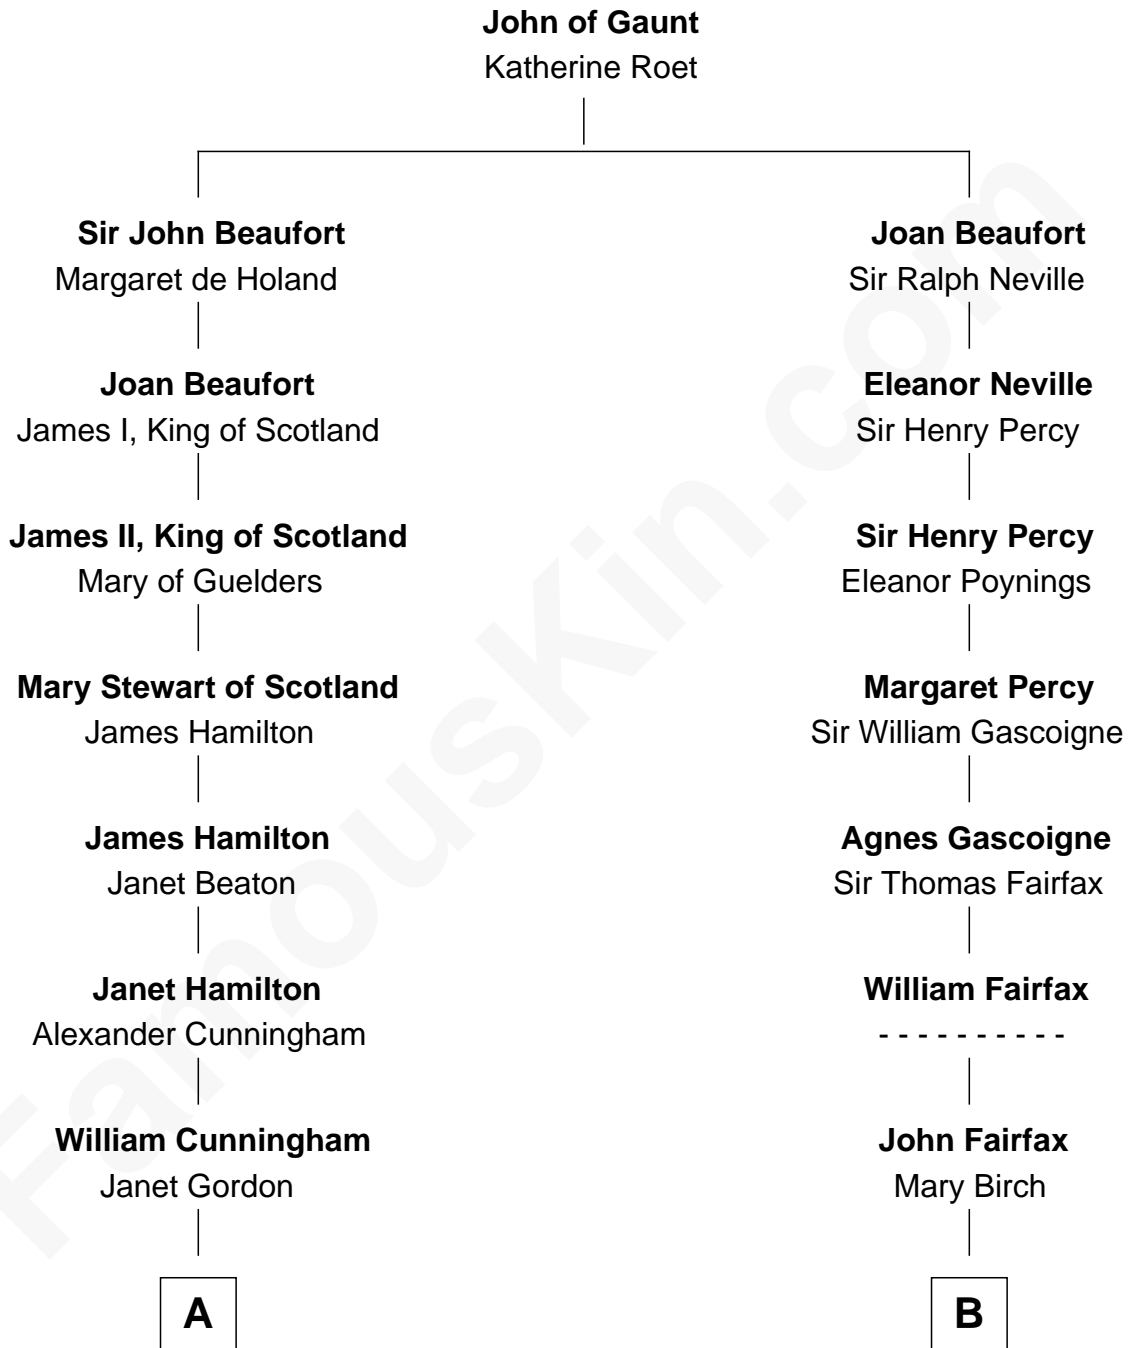 John of Gaunt
Katherine Roet
Sir John Beaufort
Margaret de Holand
Joan Beaufort
James I, King of Scotland
James II, King of Scotland
Mary of Guelders
Mary Stewart of Scotland
James Hamilton
James Hamilton
Janet Beaton
Janet Hamilton
Alexander Cunningham
William Cunningham
Janet Gordon
A
Joan Beaufort
Sir Ralph Neville
Eleanor Neville
Sir Henry Percy
Sir Henry Percy
Eleanor Poynings
Margaret Percy
Sir William Gascoigne
Agnes Gascoigne
Sir Thomas Fairfax
William Fairfax
- - - - - - - - - -
John Fairfax
Mary Birch
B
FamousKin.com